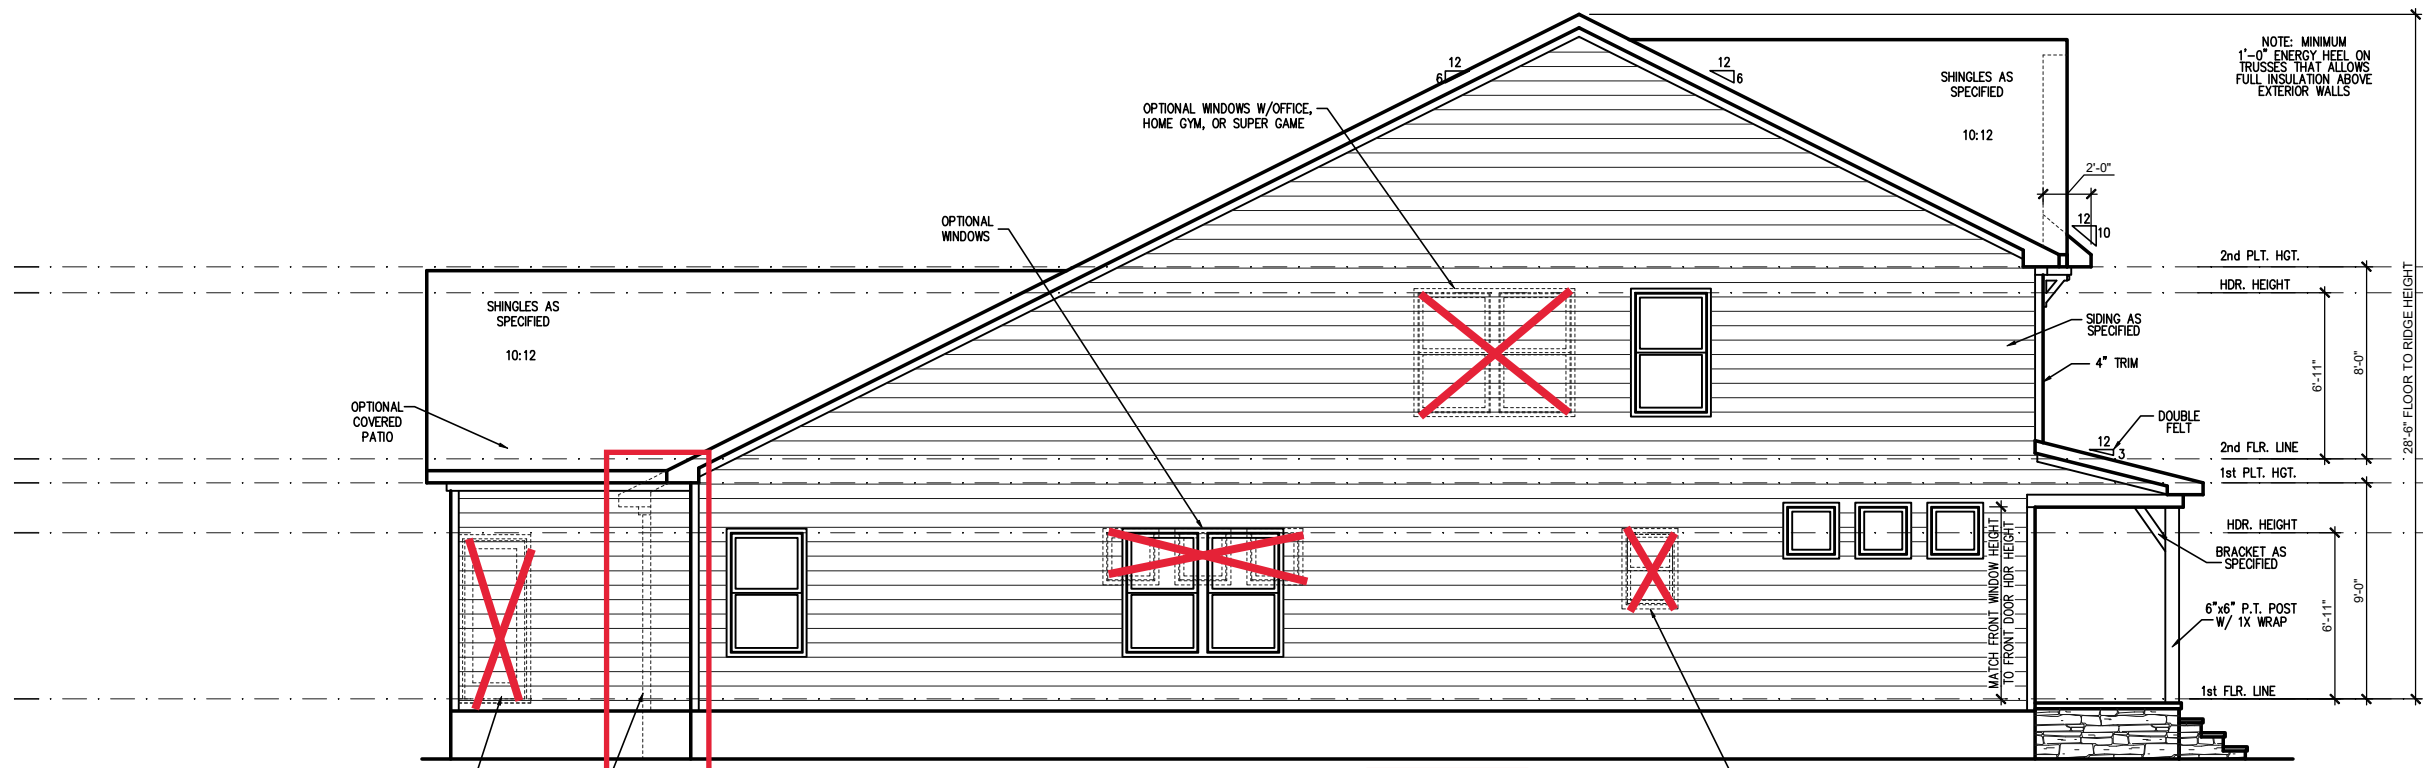 12
6
12
6
SHINGLES AS
SPECIFIED
10:12
NOTE: MINIMUM
1'-0" ENERGY HEEL ON
TRUSSES THAT ALLOWS
FULL INSULATION ABOVE
EXTERIOR WALLS
OPTIONAL WINDOWS W/OFFICE,
HOME GYM, OR SUPER GAME
2'-0"
12
10
OPTIONAL
WINDOWS
2nd PLT. HGT.
HDR. HEIGHT
SHINGLES AS
SPECIFIED
10:12
SIDING AS
SPECIFIED
4" TRIM
6'-11"
8'-0"
28'-6" FLOOR TO RIDGE HEIGHT
OPTIONAL
COVERED
PATIO
DOUBLE
FELT
12
3
2nd FLR. LINE
1st PLT. HGT.
HDR. HEIGHT
BRACKET AS
SPECIFIED
6"x6" P.T. POST
W/ 1X WRAP
6'-11"
9'-0"
MATCH FRONT WINDOW HEIGHT
TO FRONT DOOR HDR HEIGHT
1st FLR. LINE